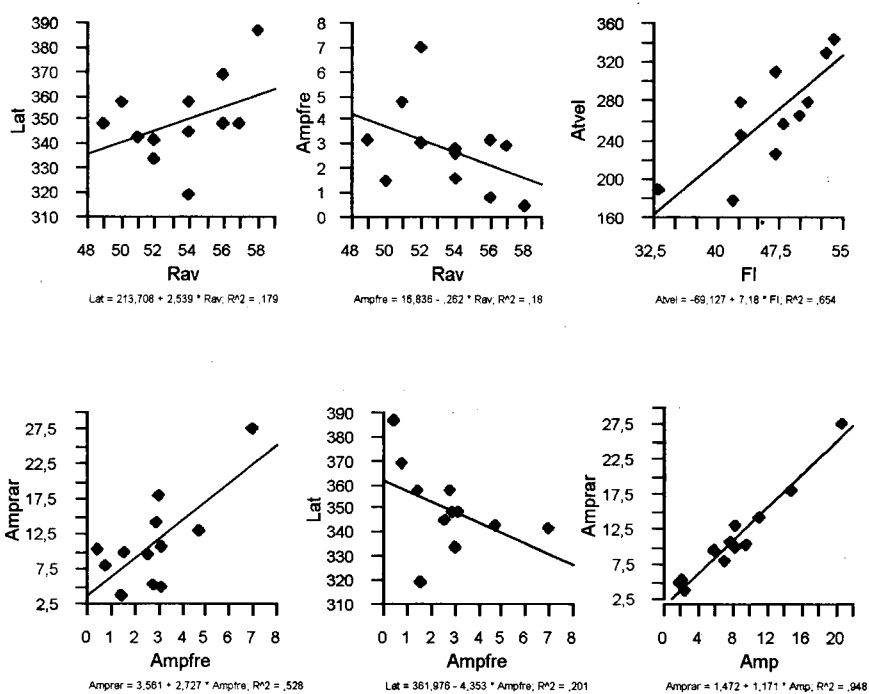 Lat
390
380
370
360
350
340
330
320
310
48 50 52 54 56 58
Rav
Lat = 213,708 + 2,539 * Rav; R^2 = ,179
Ampfre
8
7
6
5
4
3
2
1
0
48 50 52 54 56 58
Rav
Ampfre = 16,836 - ,262 * Rav; R^2 = ,18
Atvel
360
320
280
240
200
160
32,5 40 47,5 55
Fl
Atvel = -69,127 + 7,18 * Fl; R^2 = ,654
Amprar
27,5
22,5
17,5
12,5
7,5
2,5
0 1 2 3 4 5 6 7 8
Ampfre
Amprar = 3,561 + 2,727 * Ampfre; R^2 = ,528
Lat
390
380
370
360
350
340
330
320
310
0 1 2 3 4 5 6 7 8
Ampfre
Lat = 361,976 - 4,353 * Ampfre; R^2 = ,201
Amprar
27,5
22,5
17,5
12,5
7,5
2,5
0 4 8 12 16 20
Amp
Amprar = 1,472 + 1,171 * Amp; R^2 = ,948